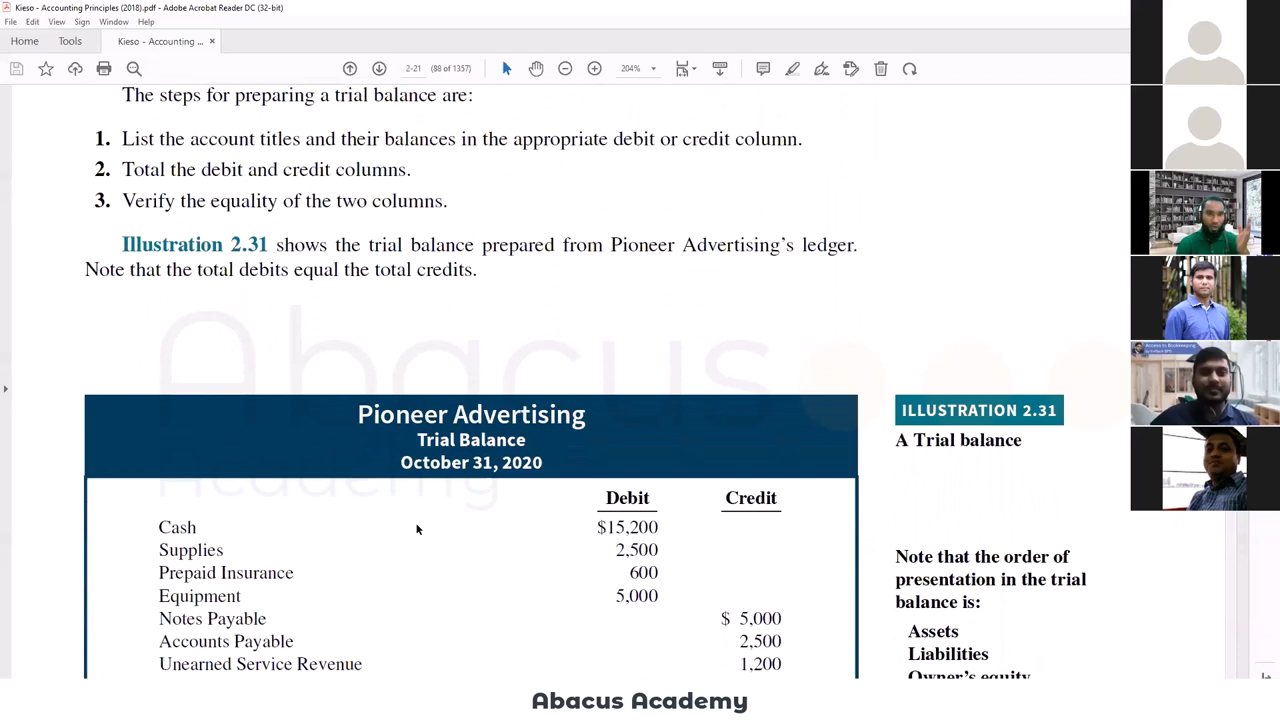 Kieso - Accounting Principles (2018).pdf - Adobe Acrobat Reader DC (32-bit)
File Edit View Sign Window Help
Home Tools Kieso - Accounting ... ×
2-21 (88 of 1357) 204%
The steps for preparing a trial balance are:
1. List the account titles and their balances in the appropriate debit or credit column.
2. Total the debit and credit columns.
3. Verify the equality of the two columns.
Illustration 2.31 shows the trial balance prepared from Pioneer Advertising's ledger.
Note that the total debits equal the total credits.
Abacus
Academy
Pioneer Advertising
Trial Balance
October 31, 2020
Debit Credit
Cash $15,200
Supplies 2,500
Prepaid Insurance 600
Equipment 5,000
Notes Payable $ 5,000
Accounts Payable 2,500
Unearned Service Revenue 1,200
ILLUSTRATION 2.31
A Trial balance
Note that the order of
presentation in the trial
balance is:
Assets
Liabilities
Owner's equity
Access to Bookkeeping
Abacus Academy